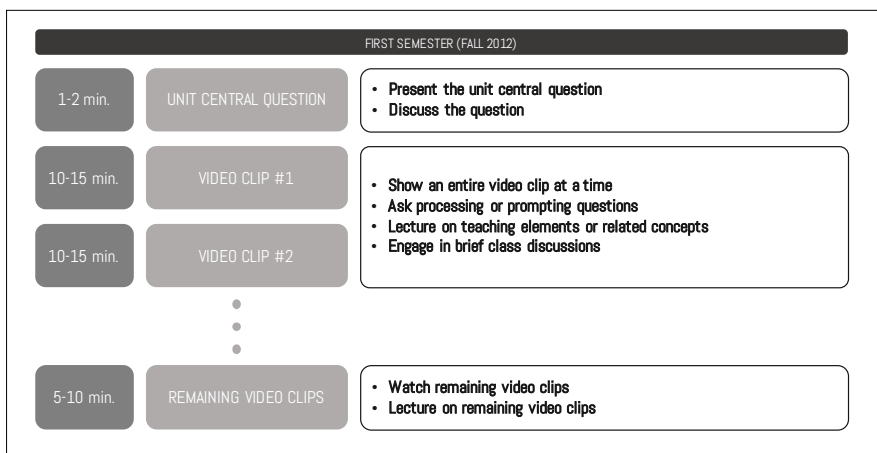 FIRST SEMESTER (FALL 2012)
1-2 min.
UNIT CENTRAL QUESTION
• Present the unit central question
• Discuss the question
10-15 min.
VIDEO CLIP #1
10-15 min.
VIDEO CLIP #2
• Show an entire video clip at a time
• Ask processing or prompting questions
• Lecture on teaching elements or related concepts
• Engage in brief class discussions
5-10 min.
REMAINING VIDEO CLIPS
• Watch remaining video clips
• Lecture on remaining video clips